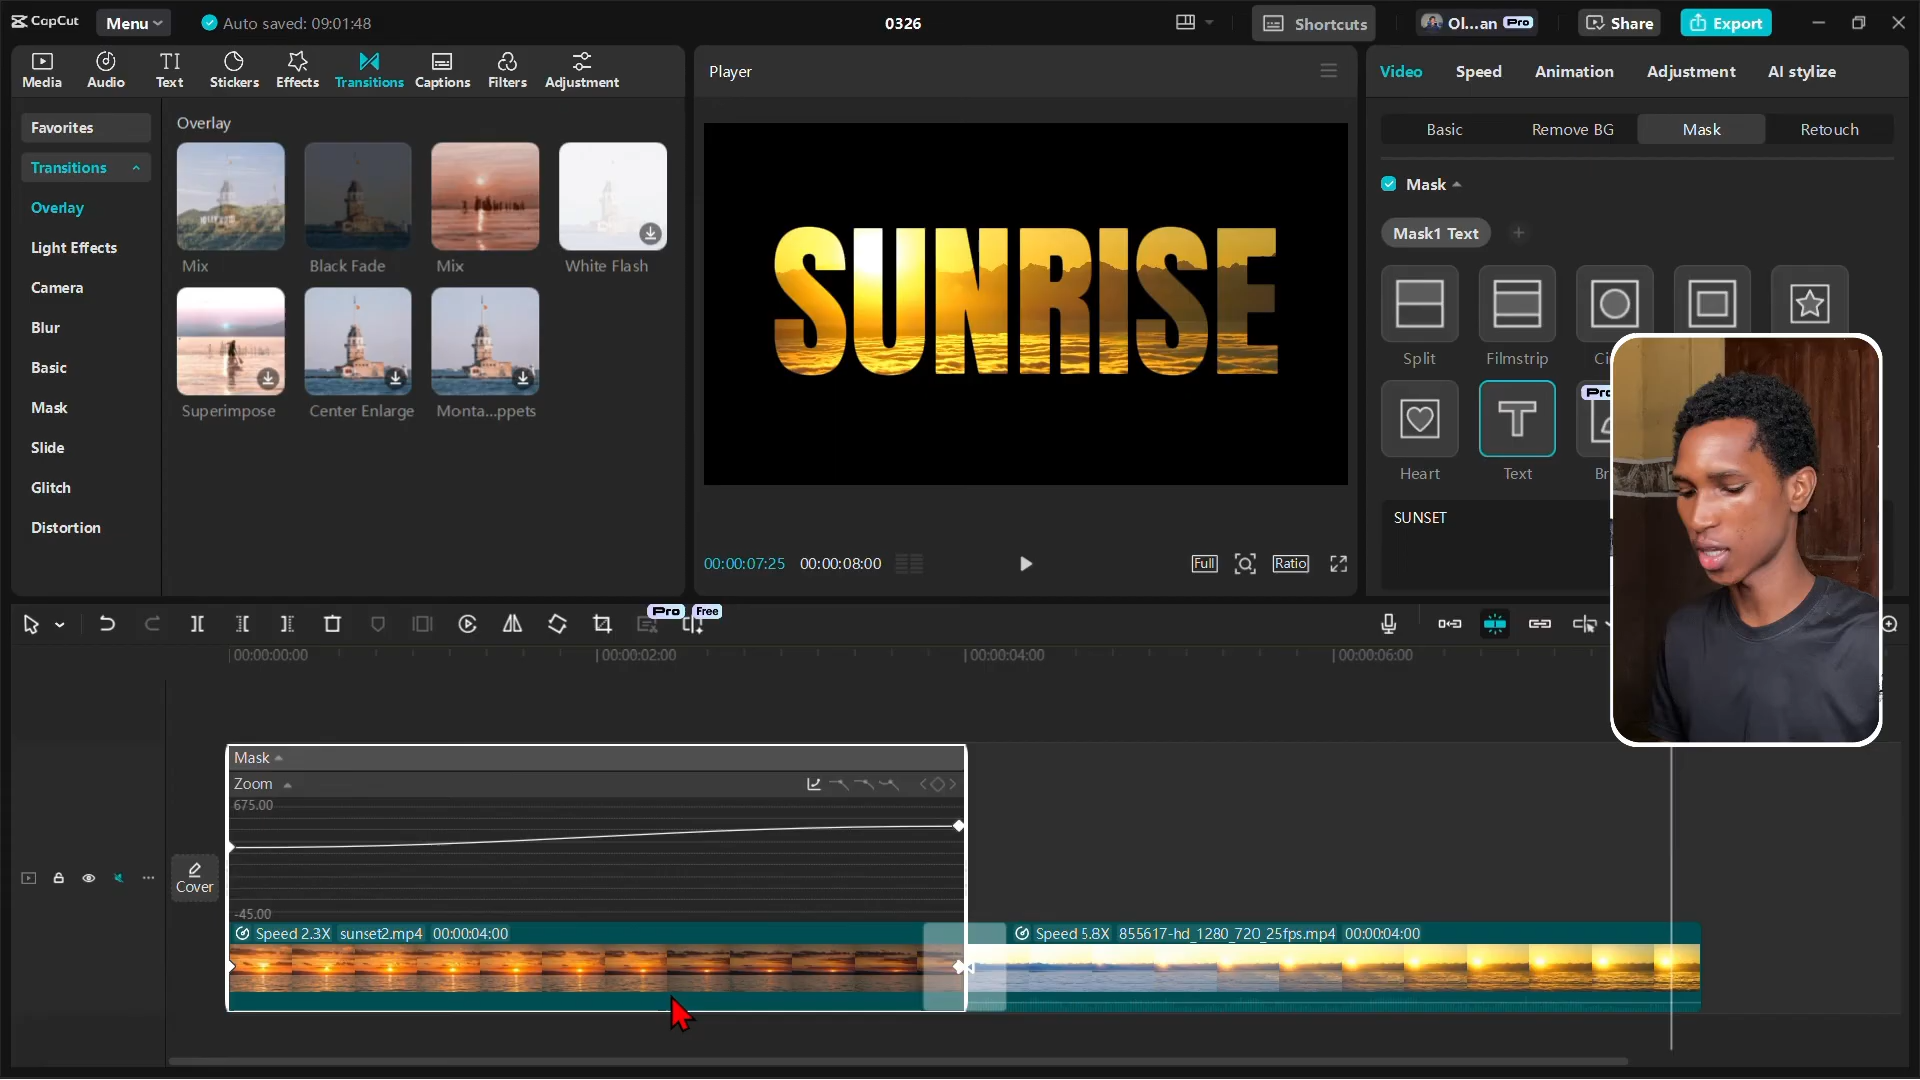 CapCut
Menu
Auto saved: 09:01:48
0326
Shortcuts
Ol...an Pro
Share
Export
Media
Audio
TI
Text
Stickers
Effects
Transitions
Captions
Filters
Adjustment
Favorites
Transitions
Overlay
Light Effects
Camera
Blur
Basic
Mask
Slide
Glitch
Distortion
Overlay
Mix
Black Fade
Mix
White Flash
Superimpose
Center Enlarge
Monta...ppets
Player
SUNRISE
00:00:07:25
00:00:08:00
Full
Ratio
Video
Speed
Animation
Adjustment
AI stylize
Basic
Remove BG
Mask
Retouch
Mask
Mask1 Text
Split
Filmstrip
Ci
Heart
T
Text
Pro
Br
SUNSET
Pro
Free
00:00:00:00
00:00:02:00
00:00:04:00
00:00:06:00
Mask
Zoom
675.00
-45.00
Cover
Speed 2.3X sunset2.mp4 00:00:04:00
Speed 5.8X 855617-hd_1280_720_25fps.mp4 00:00:04:00